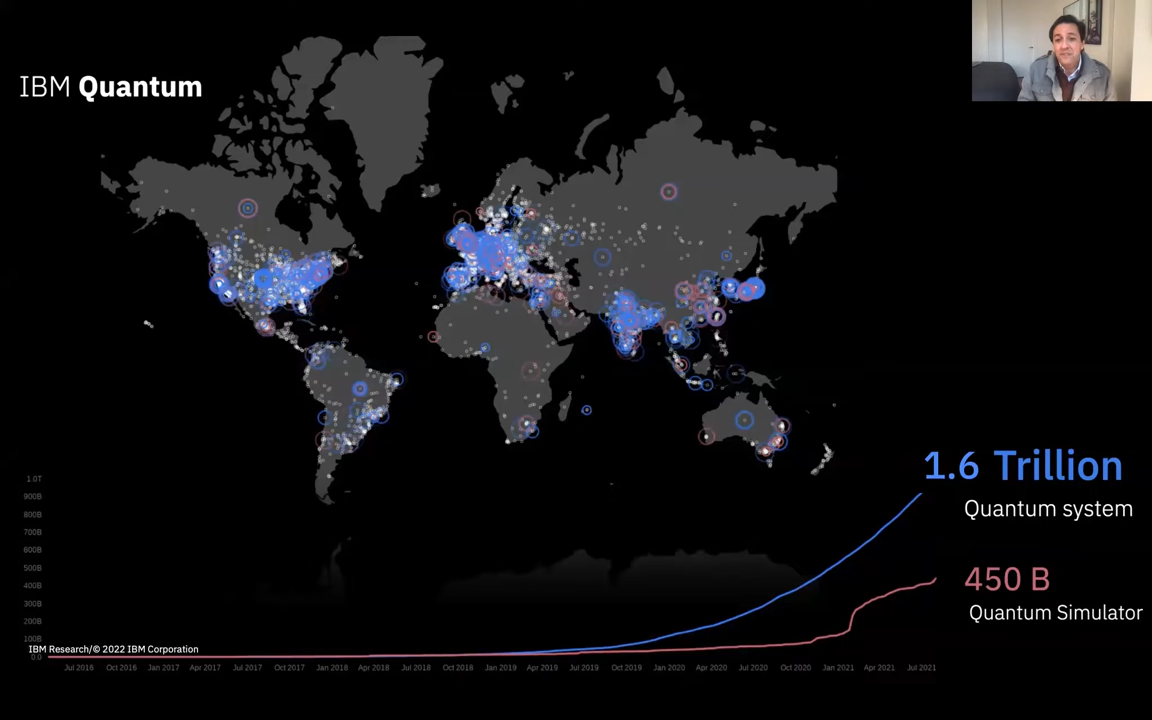 IBM Quantum
1.6 Trillion
Quantum system
450 B
Quantum Simulator
1.0T
900B
800B
700B
600B
500B
400B
300B
200B
100B
0.0
IBM Research/© 2022 IBM Corporation
Jul 2016 Oct 2016 Jan 2017 Apr 2017 Jul 2017 Oct 2017 Jan 2018 Apr 2018 Jul 2018 Oct 2018 Jan 2019 Apr 2019 Jul 2019 Oct 2019 Jan 2020 Apr 2020 Jul 2020 Oct 2020 Jan 2021 Apr 2021 Jul 2021